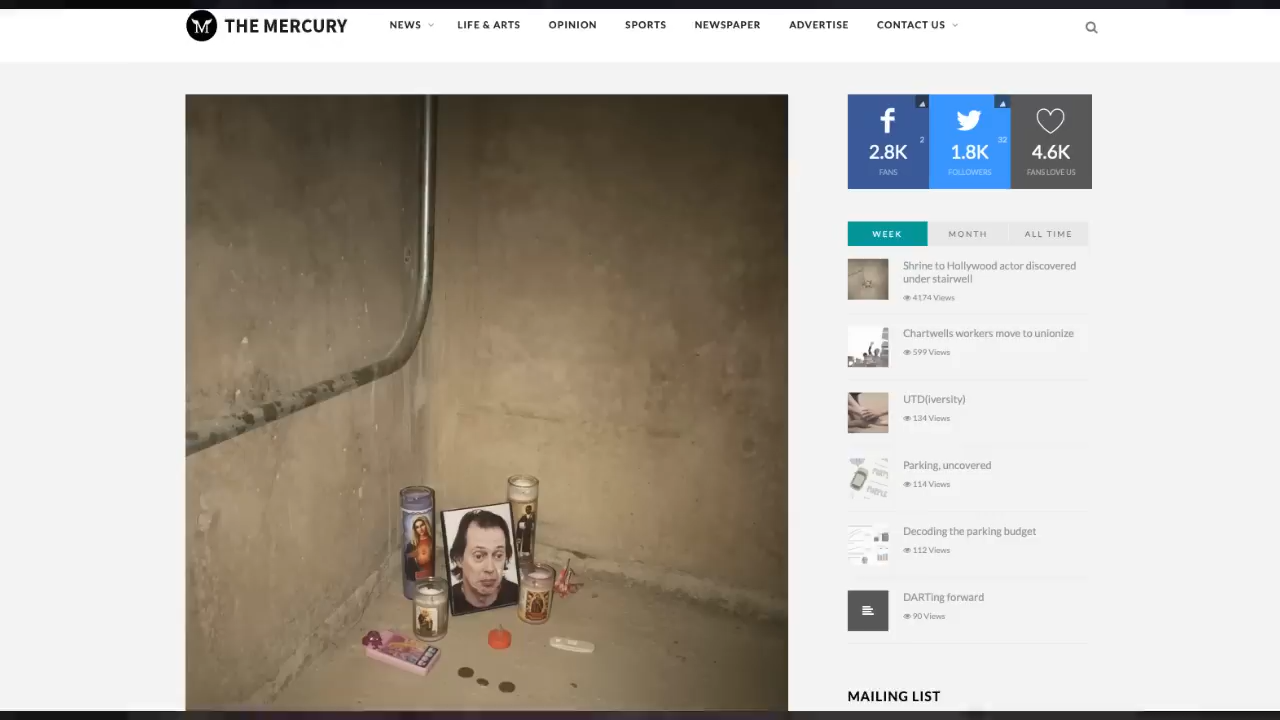 THE MERCURY
NEWS
LIFE & ARTS
OPINION
SPORTS
NEWSPAPER
ADVERTISE
CONTACT US
2
32
2.8K
1.8K
4.6K
FANS
FOLLOWERS
FANS LOVE US
WEEK
MONTH
ALL TIME
Shrine to Hollywood actor discovered
under stairwell
4174 Views
Chartwells workers move to unionize
599 Views
UTD(iversity)
134 Views
Parking, uncovered
114 Views
Decoding the parking budget
112 Views
DARTing forward
90 Views
MAILING LIST